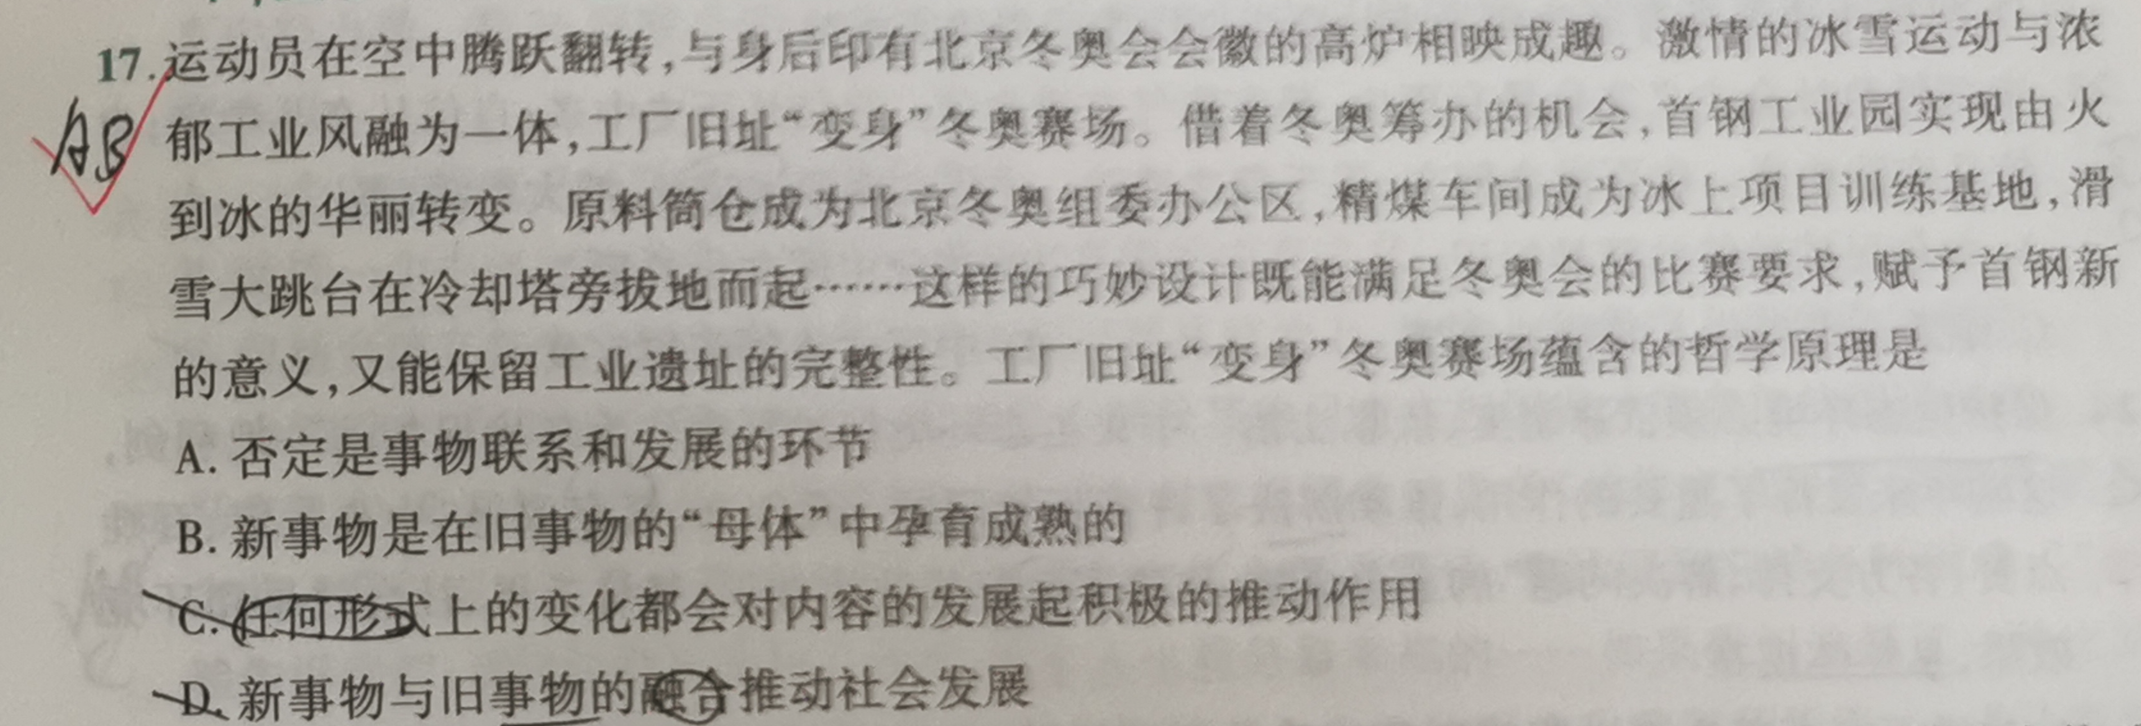 17.运动员在空中腾跃翻转,与身后印有北京冬奥会会徽的高炉相映成趣。激情的冰雪运动与浓
AB 郁工业风融为一体,工厂旧址“变身”冬奥赛场。借着冬奥筹办的机会,首钢工业园实现由火
到冰的华丽转变。原料筒仓成为北京冬奥组委办公区,精煤车间成为冰上项目训练基地,滑
雪大跳台在冷却塔旁拔地而起……这样的巧妙设计既能满足冬奥会的比赛要求,赋予首钢新
的意义,又能保留工业遗址的完整性。工厂旧址“变身”冬奥赛场蕴含的哲学原理是
A. 否定是事物联系和发展的环节
B. 新事物是在旧事物的“母体”中孕育成熟的
C. 任何形式上的变化都会对内容的发展起积极的推动作用
D. 新事物与旧事物的融合推动社会发展